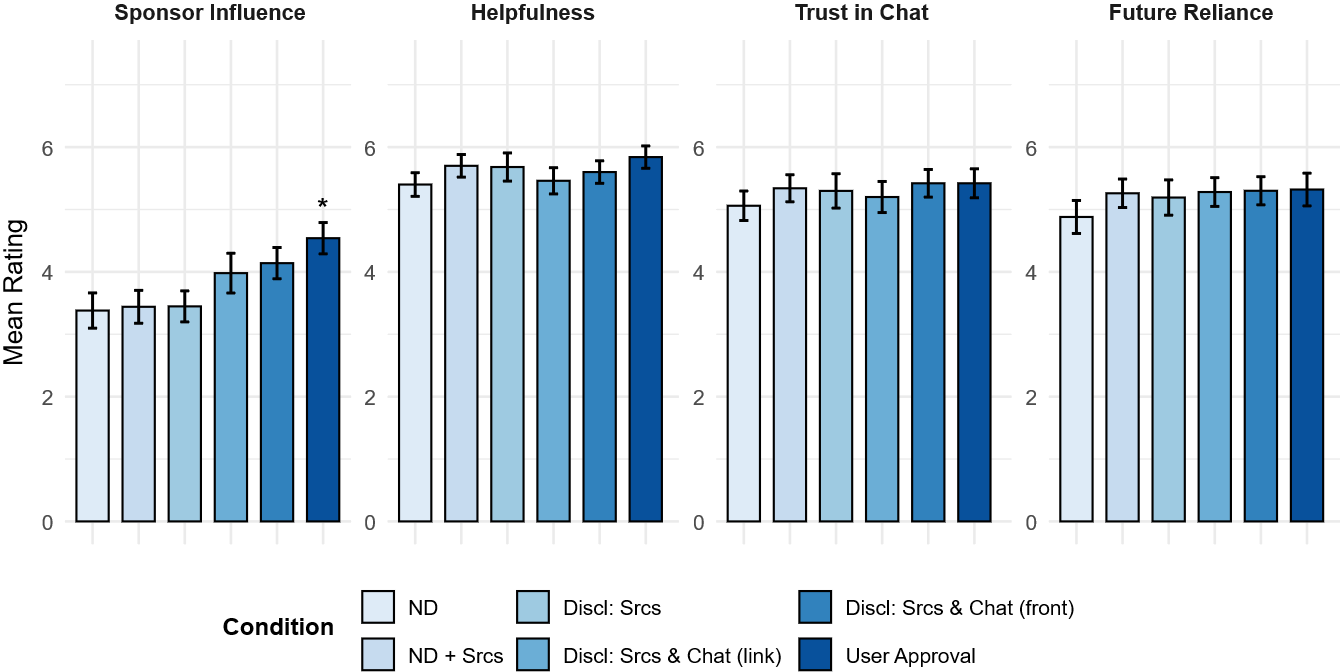 Sponsor Influence
Helpfulness
Trust in Chat
Future Reliance
Mean Rating
6
4
2
0
*
6
4
2
0
6
4
2
0
6
4
2
0
Condition
ND
Discl: Srcs
Discl: Srcs & Chat (front)
ND + Srcs
Discl: Srcs & Chat (link)
User Approval